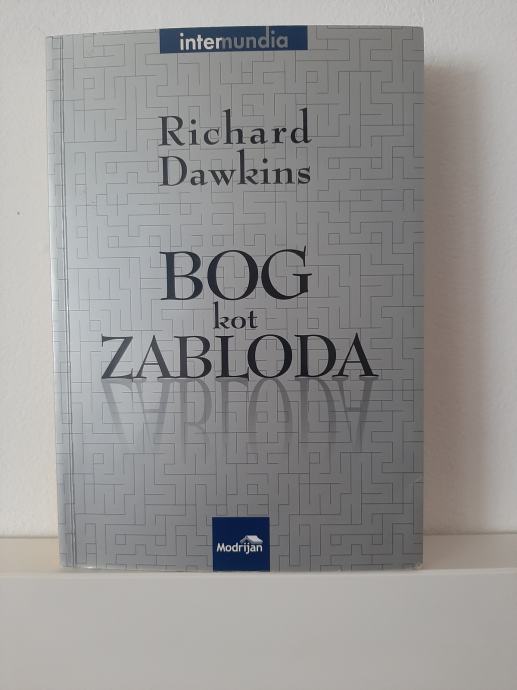 intermundia
Richard
Dawkins
BOG
kot
ZABLODA
Modrijan